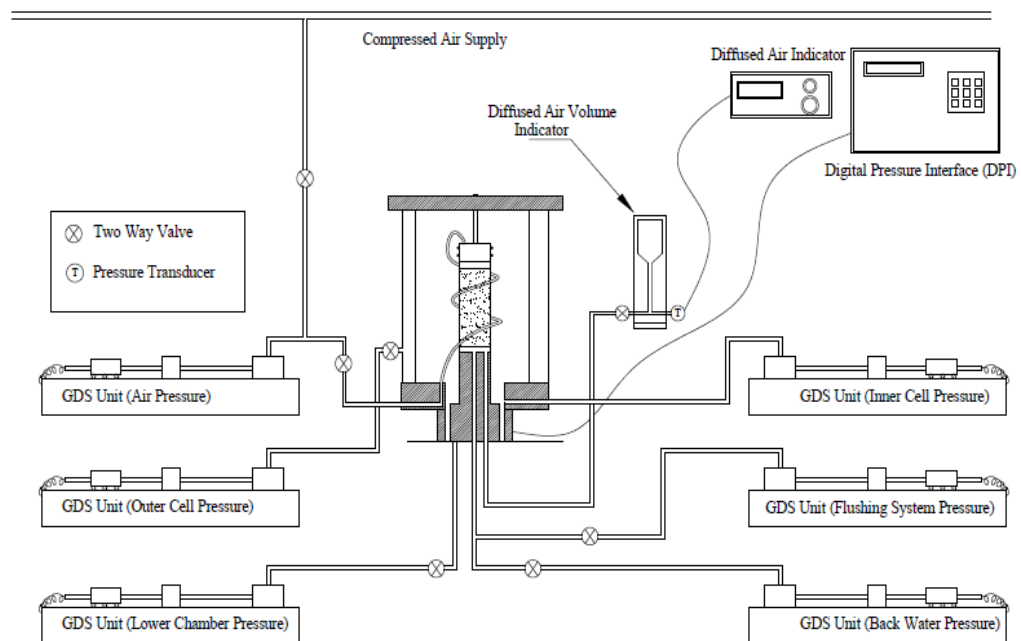 Compressed Air Supply
Diffused Air Indicator
Diffused Air Volume
Indicator
Digital Pressure Interface (DPI)
Two Way Valve
T Pressure Transducer
T
GDS Unit (Air Pressure)
GDS Unit (Inner Cell Pressure)
GDS Unit (Outer Cell Pressure)
GDS Unit (Flushing System Pressure)
GDS Unit (Lower Chamber Pressure)
GDS Unit (Back Water Pressure)